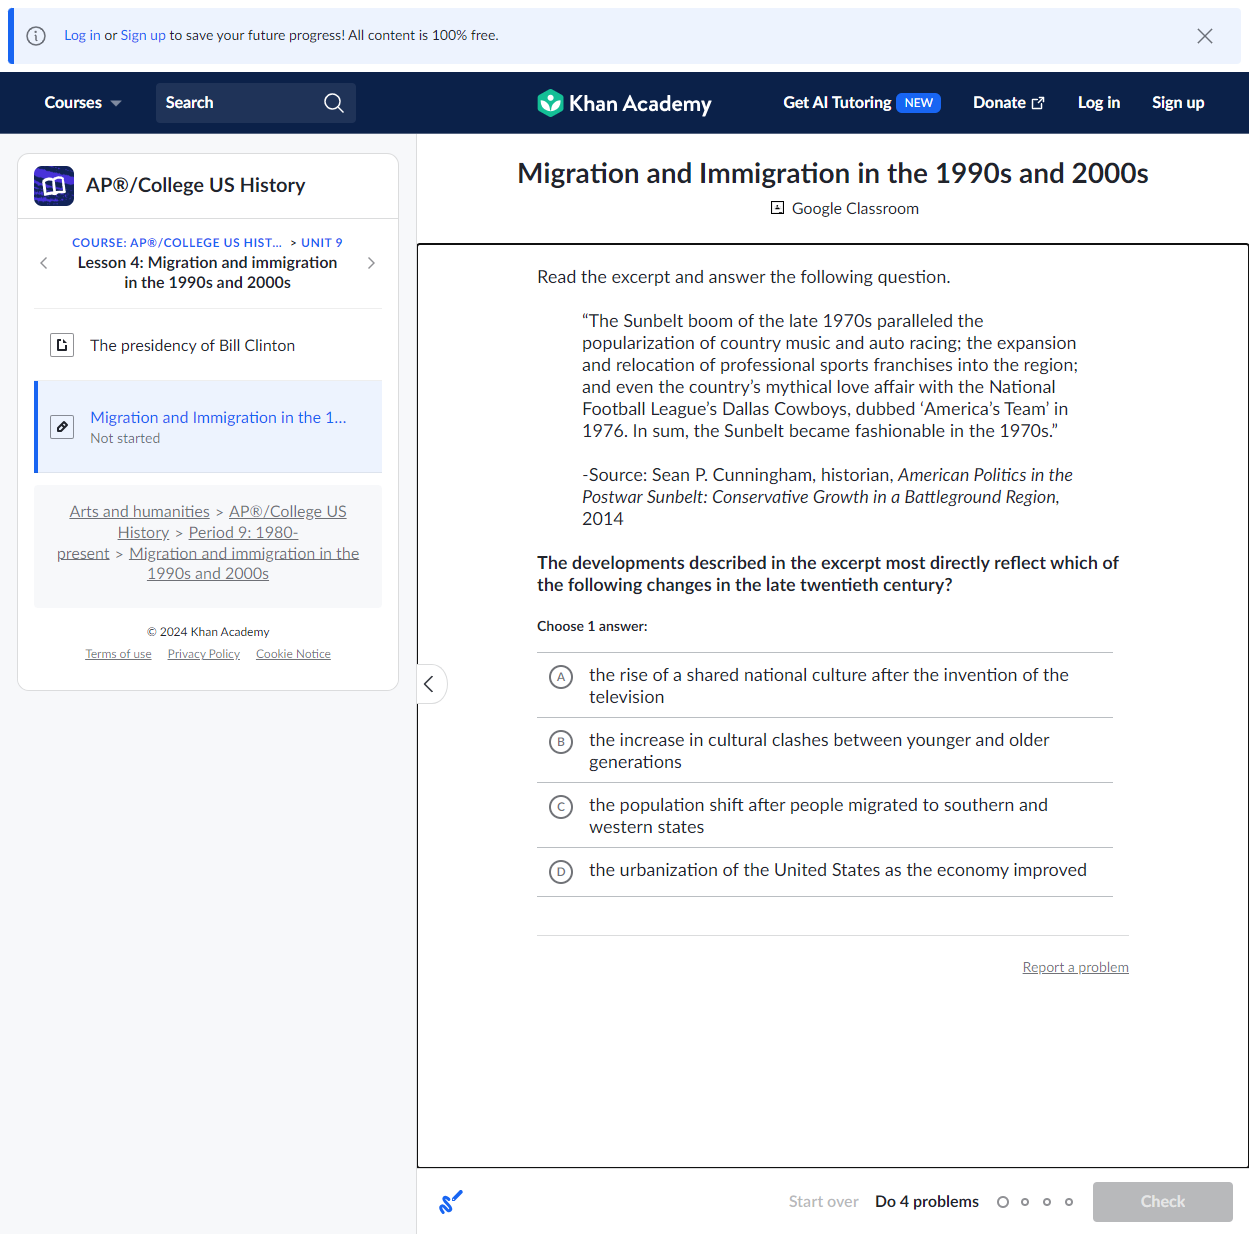 Log in or Sign up to save your future progress! All content is 100% free.
Courses
Search
Khan Academy
Get AI Tutoring NEW
Donate
Log in
Sign up
AP®/College US History
COURSE: AP®/COLLEGE US HIST... > UNIT 9
Lesson 4: Migration and immigration
in the 1990s and 2000s
The presidency of Bill Clinton
Migration and Immigration in the 1...
Not started
Arts and humanities > AP®/College US
History > Period 9: 1980-
present > Migration and immigration in the
1990s and 2000s
© 2024 Khan Academy
Terms of use Privacy Policy Cookie Notice
Migration and Immigration in the 1990s and 2000s
Google Classroom
Read the excerpt and answer the following question.
“The Sunbelt boom of the late 1970s paralleled the
popularization of country music and auto racing; the expansion
and relocation of professional sports franchises into the region;
and even the country’s mythical love affair with the National
Football League’s Dallas Cowboys, dubbed ‘America’s Team’ in
1976. In sum, the Sunbelt became fashionable in the 1970s.”
-Source: Sean P. Cunningham, historian, American Politics in the
Postwar Sunbelt: Conservative Growth in a Battleground Region,
2014
The developments described in the excerpt most directly reflect which of
the following changes in the late twentieth century?
Choose 1 answer:
A the rise of a shared national culture after the invention of the
television
B the increase in cultural clashes between younger and older
generations
C the population shift after people migrated to southern and
western states
D the urbanization of the United States as the economy improved
Report a problem
Start over
Do 4 problems
Check